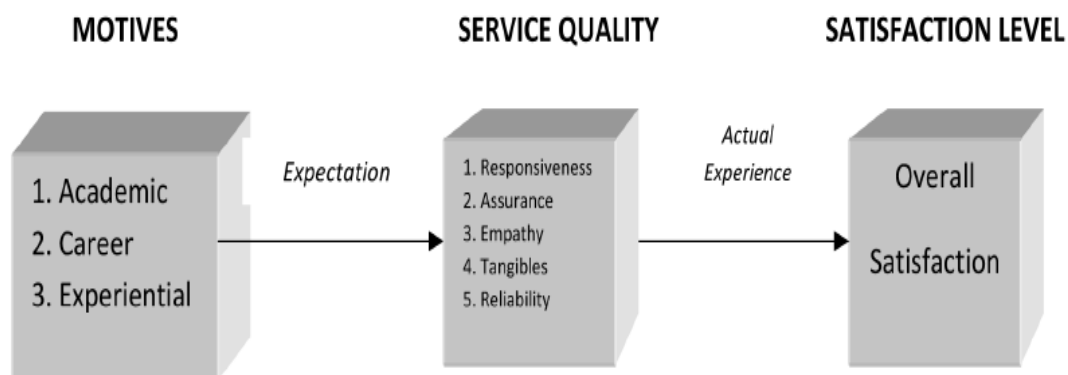 MOTIVES
SERVICE QUALITY
SATISFACTION LEVEL
1. Academic
2. Career
3. Experiential
Expectation
1. Responsiveness
2. Assurance
3. Empathy
4. Tangibles
5. Reliability
Actual
Experience
Overall
Satisfaction